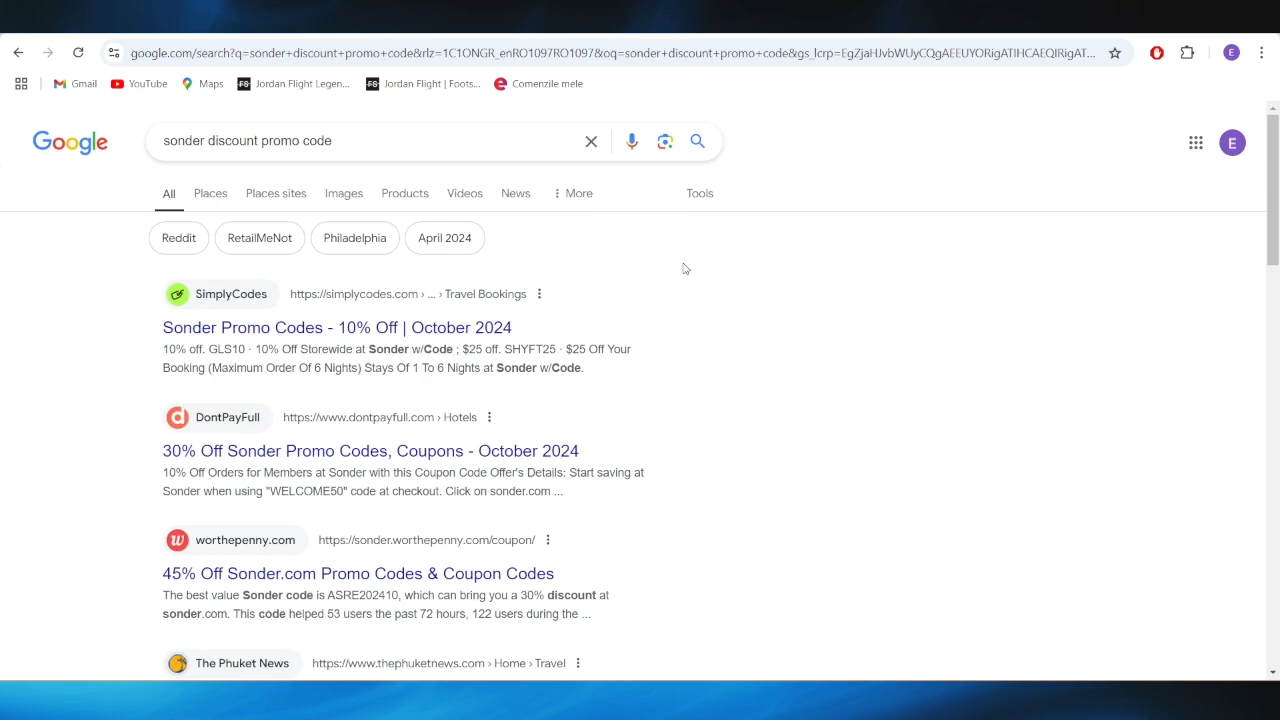 google.com/search?q=sonder+discount+promo+code&rlz=1C1ONGR_enRO1097RO1097&oq=sonder+discount+promo+code&gs_lcrp=EgZjaHJvbWUyCQgAEEUYORigATIHCAEQIRigAT...
E
Gmail
YouTube
Maps
FS Jordan Flight Legen...
FS Jordan Flight | Foots...
Comenzile mele
Google
sonder discount promo code
E
All Places Places sites Images Products Videos News More Tools
Reddit RetailMeNot Philadelphia April 2024
SimplyCodes https://simplycodes.com › ... › Travel Bookings
Sonder Promo Codes - 10% Off | October 2024
10% off. GLS10 · 10% Off Storewide at Sonder w/Code ; $25 off. SHYFT25 · $25 Off Your
Booking (Maximum Order Of 6 Nights) Stays Of 1 To 6 Nights at Sonder w/Code.
d DontPayFull https://www.dontpayfull.com › Hotels
30% Off Sonder Promo Codes, Coupons - October 2024
10% Off Orders for Members at Sonder with this Coupon Code Offer's Details: Start saving at
Sonder when using "WELCOME50" code at checkout. Click on sonder.com ...
w worthepenny.com https://sonder.worthepenny.com/coupon/
45% Off Sonder.com Promo Codes & Coupon Codes
The best value Sonder code is ASRE202410, which can bring you a 30% discount at
sonder.com. This code helped 53 users the past 72 hours, 122 users during the ...
The Phuket News https://www.thephuketnews.com › Home › Travel